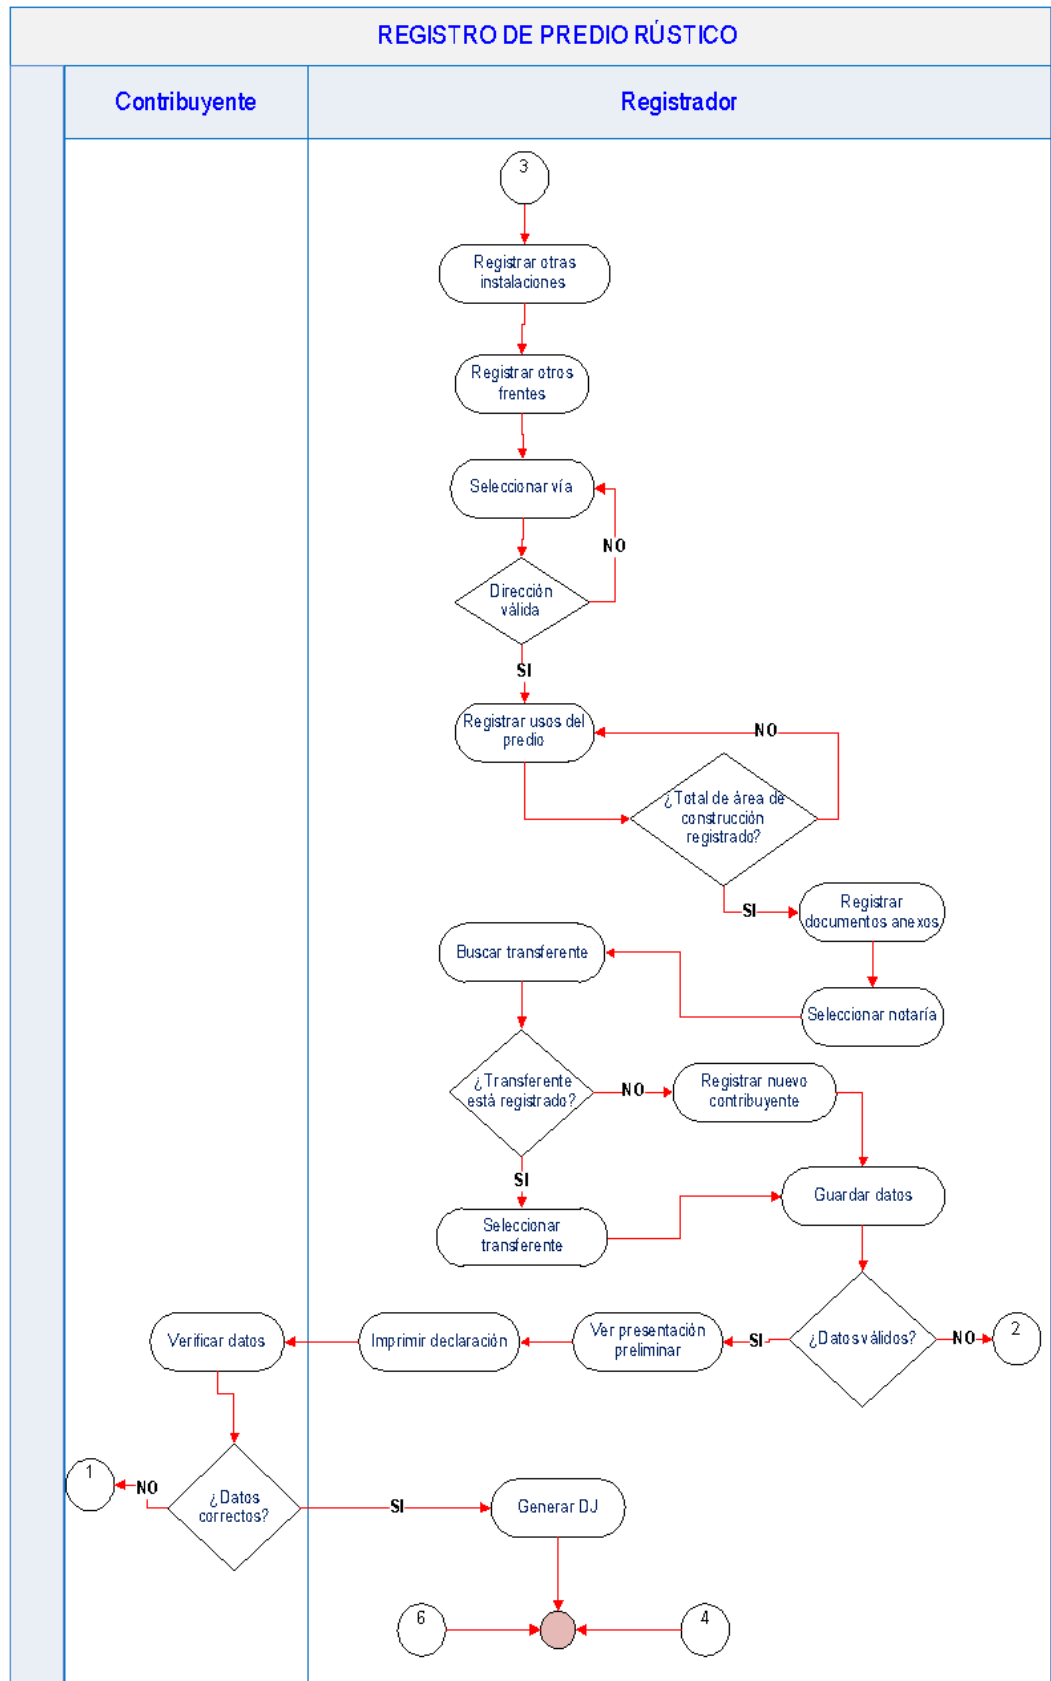 REGISTRO DE PREDIO RÚSTICO
Contribuyente
Registrador
3
Registrar otras
instalaciones
Registrar otros
frentes
Seleccionar vía
NO
Dirección
válida
SI
Registrar usos del
predio
NO
¿Total de área de
construcción
registrado?
SI
Registrar
documentos anexos
Buscar transferente
Seleccionar notaría
¿Transferente
está registrado?
NO
Registrar nuevo
contribuyente
SI
Guardar datos
Seleccionar
transferente
Verificar datos
Imprimir declaración
Ver presentación
preliminar
SI
¿Datos válidos?
NO
2
1
NO
¿Datos
correctos?
SI
Generar DJ
6
4